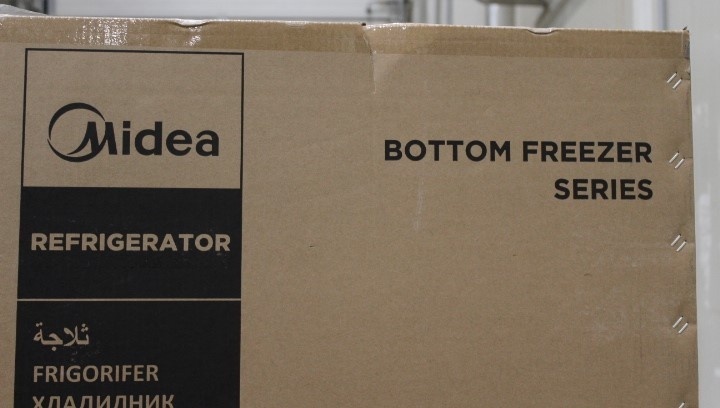 Midea
REFRIGERATOR
ثلاجة
FRIGORIFER
ХЛАДИЛНИК
BOTTOM FREEZER
SERIES